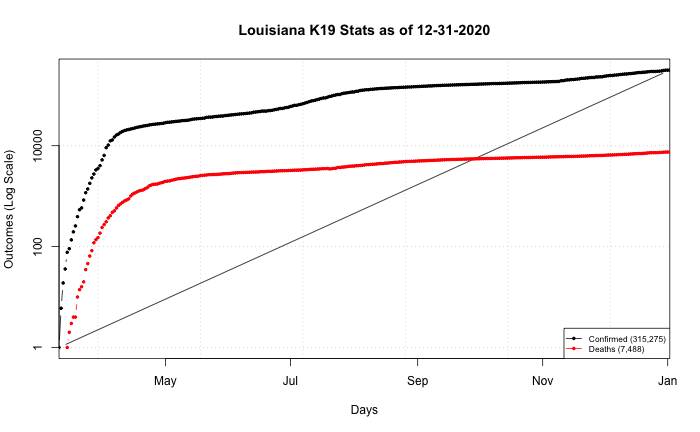 Louisiana K19 Stats as of 12-31-2020
Outcomes (Log Scale)
10000
100
1
May
Jul
Sep
Nov
Jan
Days
Confirmed (315,275)
Deaths (7,488)